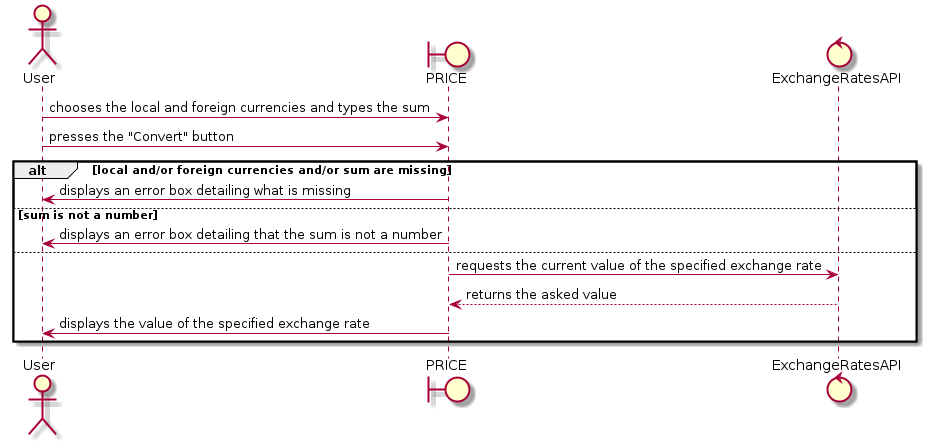 User
PRICE
ExchangeRatesAPI
chooses the local and foreign currencies and types the sum
presses the "Convert" button
alt [local and/or foreign currencies and/or sum are missing]
displays an error box detailing what is missing
[sum is not a number]
displays an error box detailing that the sum is not a number
requests the current value of the specified exchange rate
returns the asked value
displays the value of the specified exchange rate
User
PRICE
ExchangeRatesAPI